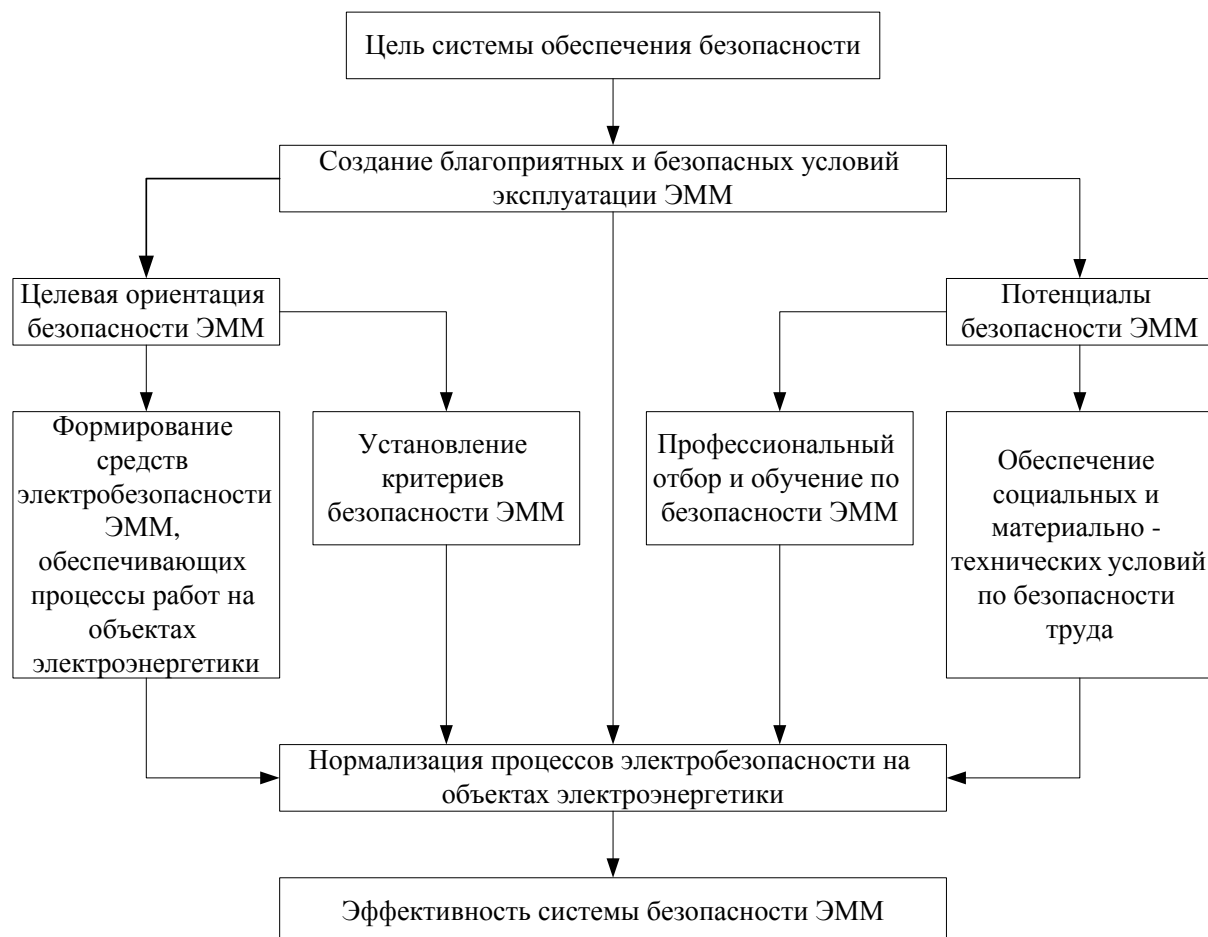 Цель системы обеспечения безопасности
Создание благоприятных и безопасных условий
эксплуатации ЭММ
Целевая ориентация
безопасности ЭММ
Потенциалы
безопасности ЭММ
Формирование
средств
электробезопасности
ЭММ,
обеспечивающих
процессы работ на
объектах
электроэнергетики
Установление
критериев
безопасности ЭММ
Профессиональный
отбор и обучение по
безопасности ЭММ
Обеспечение
социальных и
материально -
технических условий
по безопасности
труда
Нормализация процессов электробезопасности на
объектах электроэнергетики
Эффективность системы безопасности ЭММ